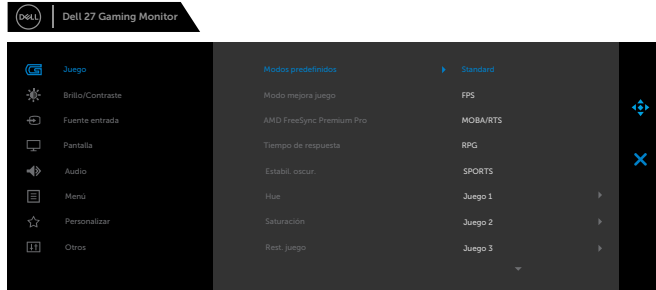 DELL Dell 27 Gaming Monitor
Juego Modos predefinidos Standard
Brillo/Contraste Modo mejora juego FPS
Fuente entrada AMD FreeSync Premium Pro MOBA/RTS
Pantalla Tiempo de respuesta RPG
Audio Estabil. oscur. SPORTS
Menú Hue Juego 1
Personalizar Saturación Juego 2
Otros Rest. juego Juego 3